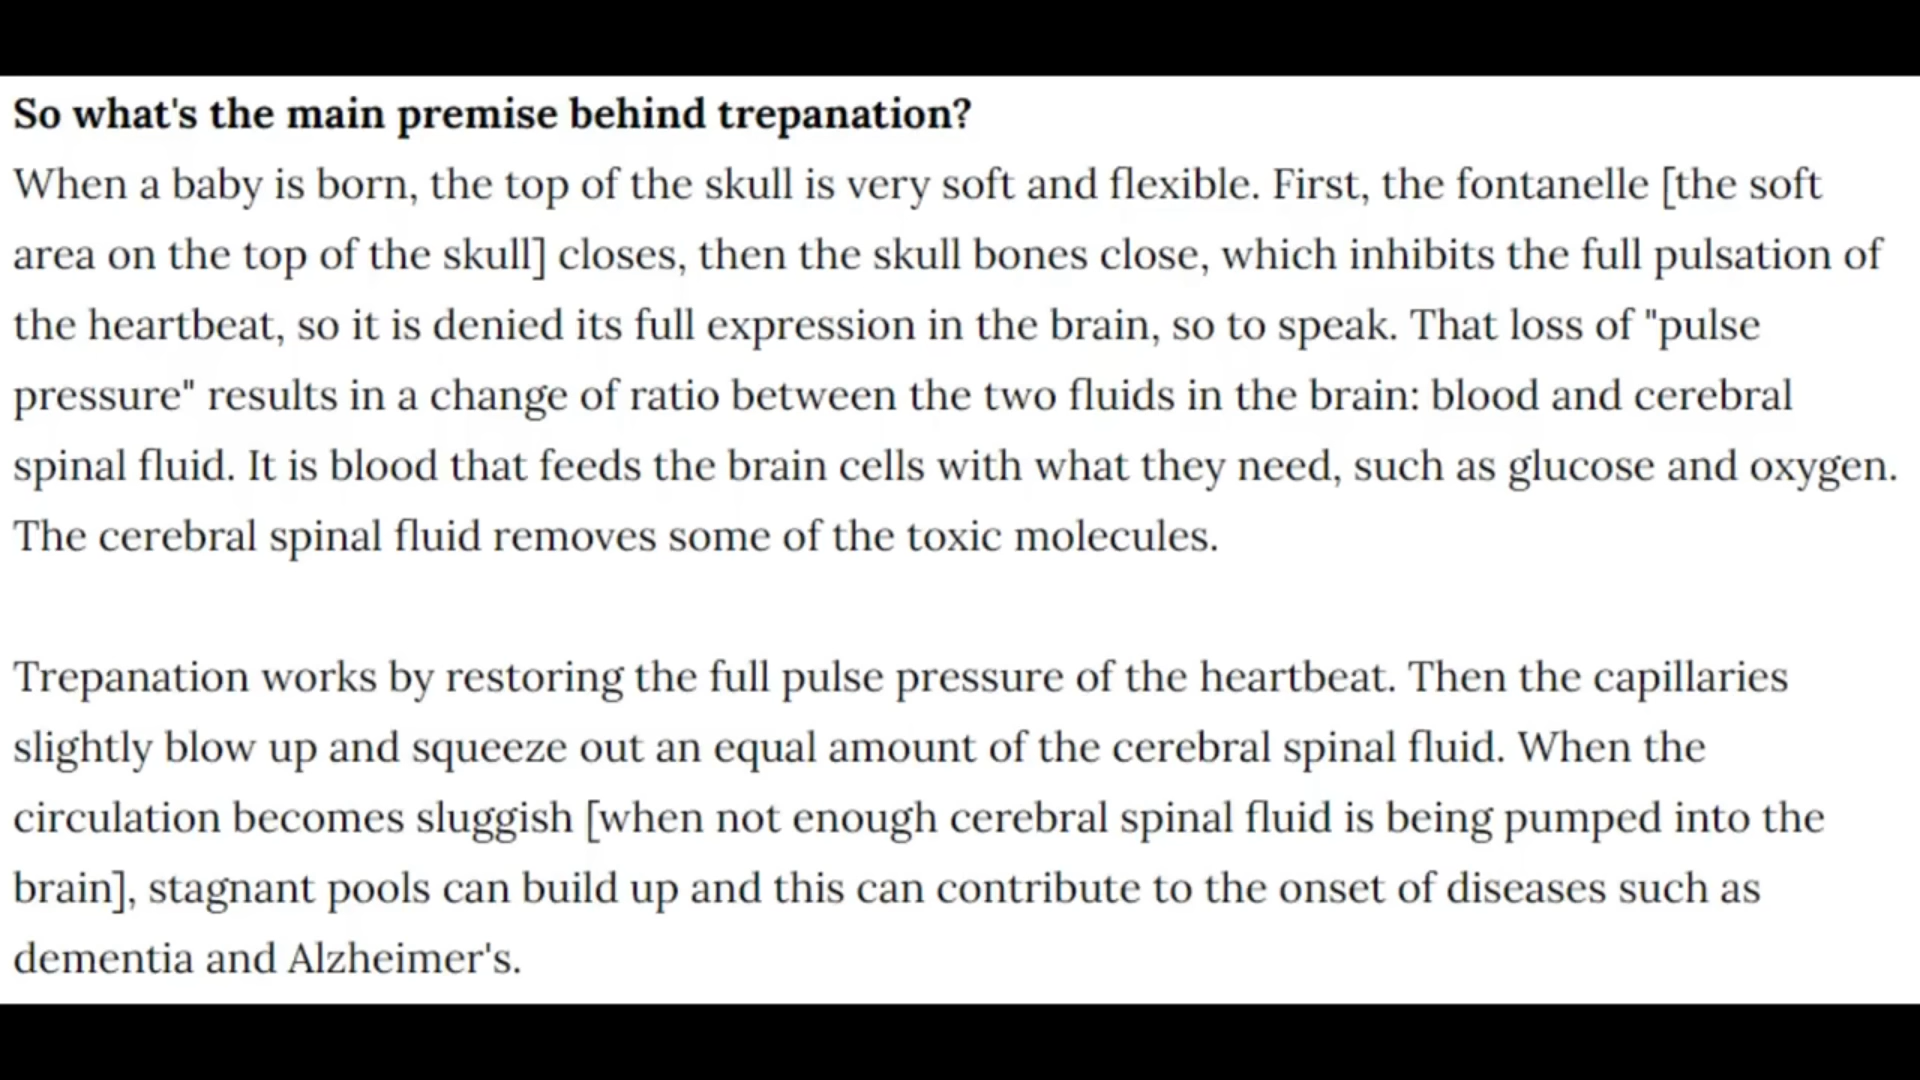 So what's the main premise behind trepanation?
When a baby is born, the top of the skull is very soft and flexible. First, the fontanelle [the soft
area on the top of the skull] closes, then the skull bones close, which inhibits the full pulsation of
the heartbeat, so it is denied its full expression in the brain, so to speak. That loss of "pulse
pressure" results in a change of ratio between the two fluids in the brain: blood and cerebral
spinal fluid. It is blood that feeds the brain cells with what they need, such as glucose and oxygen.
The cerebral spinal fluid removes some of the toxic molecules.
Trepanation works by restoring the full pulse pressure of the heartbeat. Then the capillaries
slightly blow up and squeeze out an equal amount of the cerebral spinal fluid. When the
circulation becomes sluggish [when not enough cerebral spinal fluid is being pumped into the
brain], stagnant pools can build up and this can contribute to the onset of diseases such as
dementia and Alzheimer's.